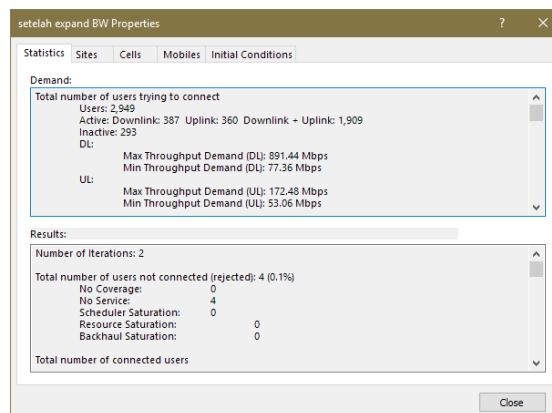 setelah expand BW Properties
Statistics Sites Cells Mobiles Initial Conditions
Demand:
Total number of users trying to connect
Users: 2,949
Active: Downlink: 387 Uplink: 360 Downlink + Uplink: 1,909
Inactive: 293
DL:
Max Throughput Demand (DL): 891.44 Mbps
Min Throughput Demand (DL): 77.36 Mbps
UL:
Max Throughput Demand (UL): 172.48 Mbps
Min Throughput Demand (UL): 53.06 Mbps
Results:
Number of Iterations: 2
Total number of users not connected (rejected): 4 (0.1%)
No Coverage: 0
No Service: 4
Scheduler Saturation: 0
Resource Saturation: 0
Backhaul Saturation: 0
Total number of connected users
Close